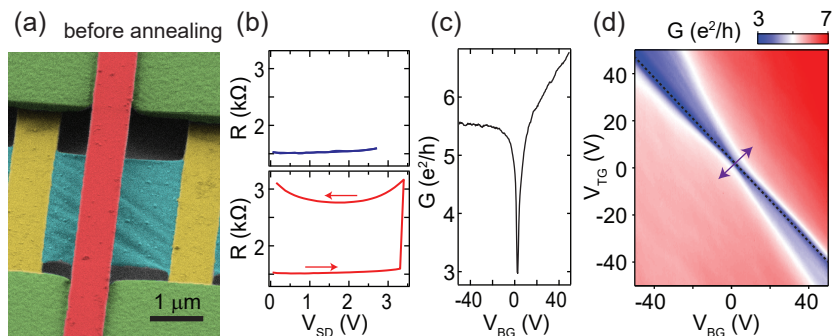 (a) before annealing
1 μm
(b)
R (kΩ)
3
2
R (kΩ)
3
2
0 1 2 3
V_SD (V)
(c)
G (e²/h)
6
5
4
3
-40 0 40
V_BG (V)
(d)
G (e²/h)
3 7
V_TG (V)
40
20
0
-20
-40
-40 0 40
V_BG (V)